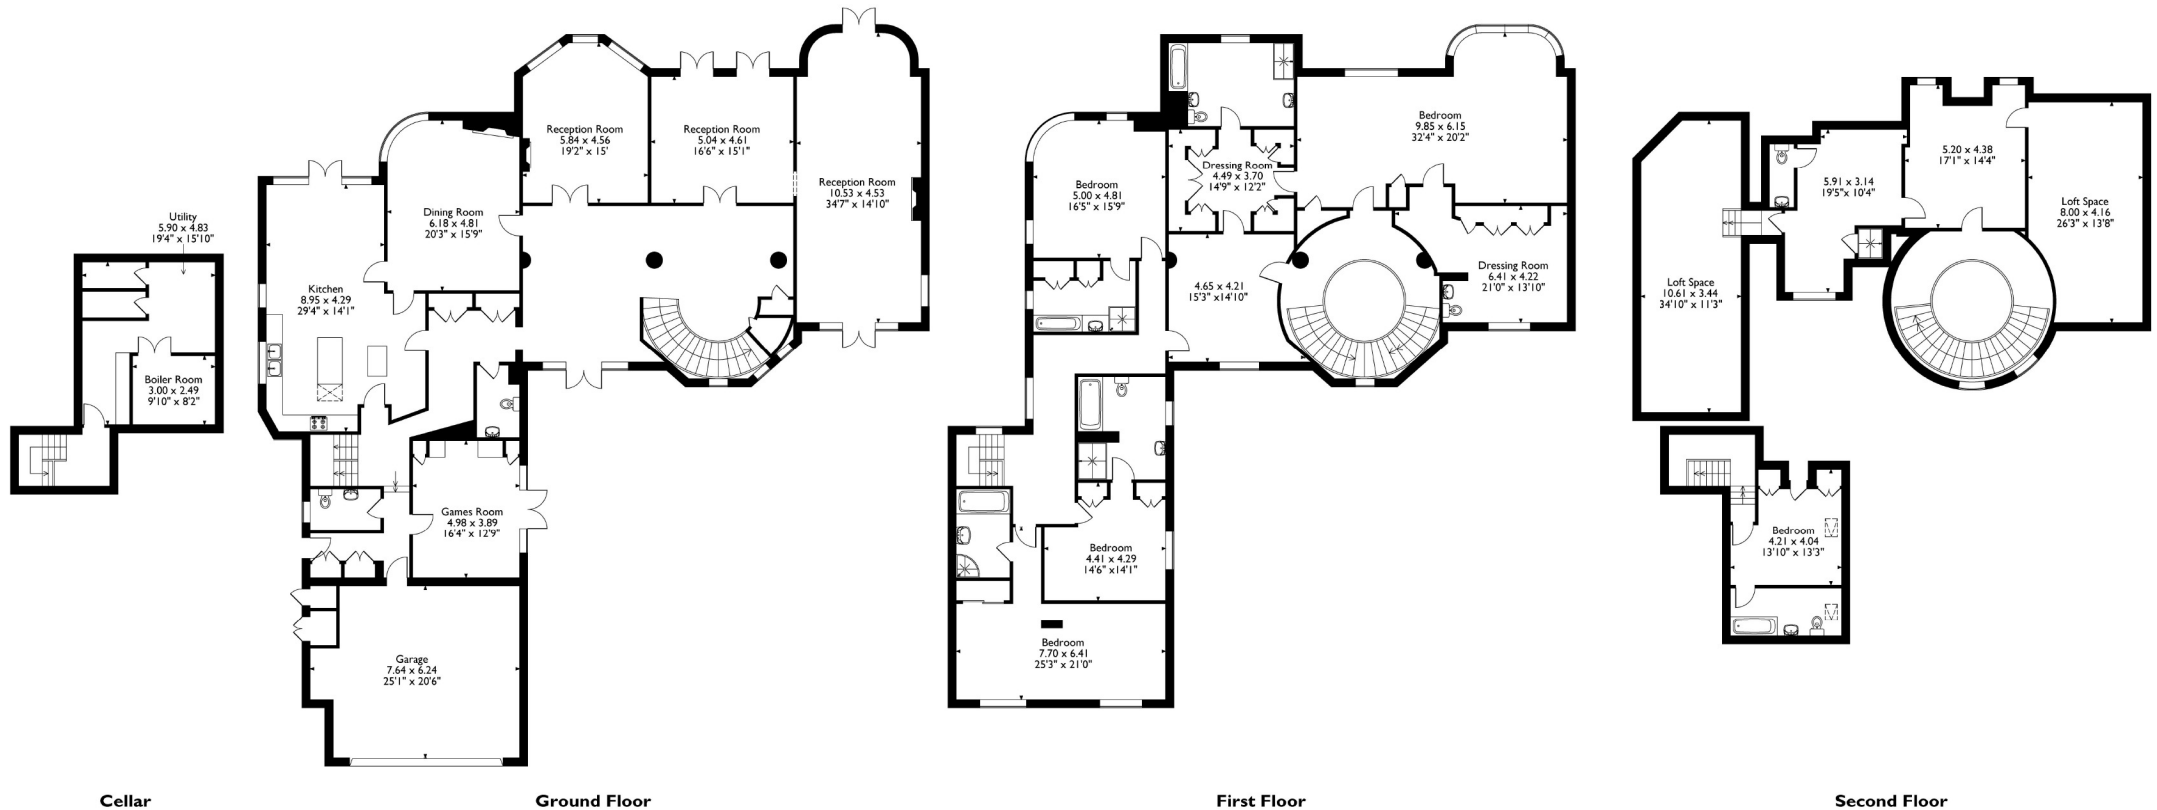 Utility
5.90 x 4.83
19'4" x 15'10"
Boiler Room
3.00 x 2.49
9'10" x 8'2"
Cellar
Reception Room
5.84 x 4.56
19'2" x 15'
Reception Room
5.04 x 4.61
16'6" x 15'1"
Reception Room
10.53 x 4.53
34'7" x 14'10"
Dining Room
6.18 x 4.81
20'3" x 15'9"
Kitchen
8.95 x 4.29
29'4" x 14'1"
Games Room
4.98 x 3.89
16'4" x 12'9"
Garage
7.64 x 6.24
25'1" x 20'6"
Ground Floor
Bedroom
9.85 x 6.15
32'4" x 20'2"
Dressing Room
4.49 x 3.70
14'9" x 12'2"
Bedroom
5.00 x 4.81
16'5" x 15'9"
4.65 x 4.21
15'3" x14'10"
Dressing Room
6.41 x 4.22
21'0" x 13'10"
Bedroom
4.41 x 4.29
14'6" x14'1"
Bedroom
7.70 x 6.41
25'3" x 21'0"
First Floor
5.20 x 4.38
17'1" x 14'4"
5.91 x 3.14
19'5"x 10'4"
Loft Space
8.00 x 4.16
26'3" x 13'8"
Loft Space
10.61 x 3.44
34'10" x 11'3"
Bedroom
4.21 x 4.04
13'10" x 13'3"
Second Floor